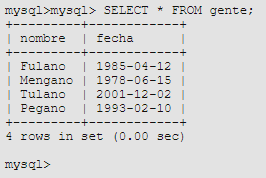 mysql>mysql> SELECT * FROM gente;
+---------+------------+
| nombre  | fecha      |
+---------+------------+
| Fulano  | 1985-04-12 |
| Mengano | 1978-06-15 |
| Tulano  | 2001-12-02 |
| Pegano  | 1993-02-10 |
+---------+------------+
4 rows in set (0.00 sec)
mysql>